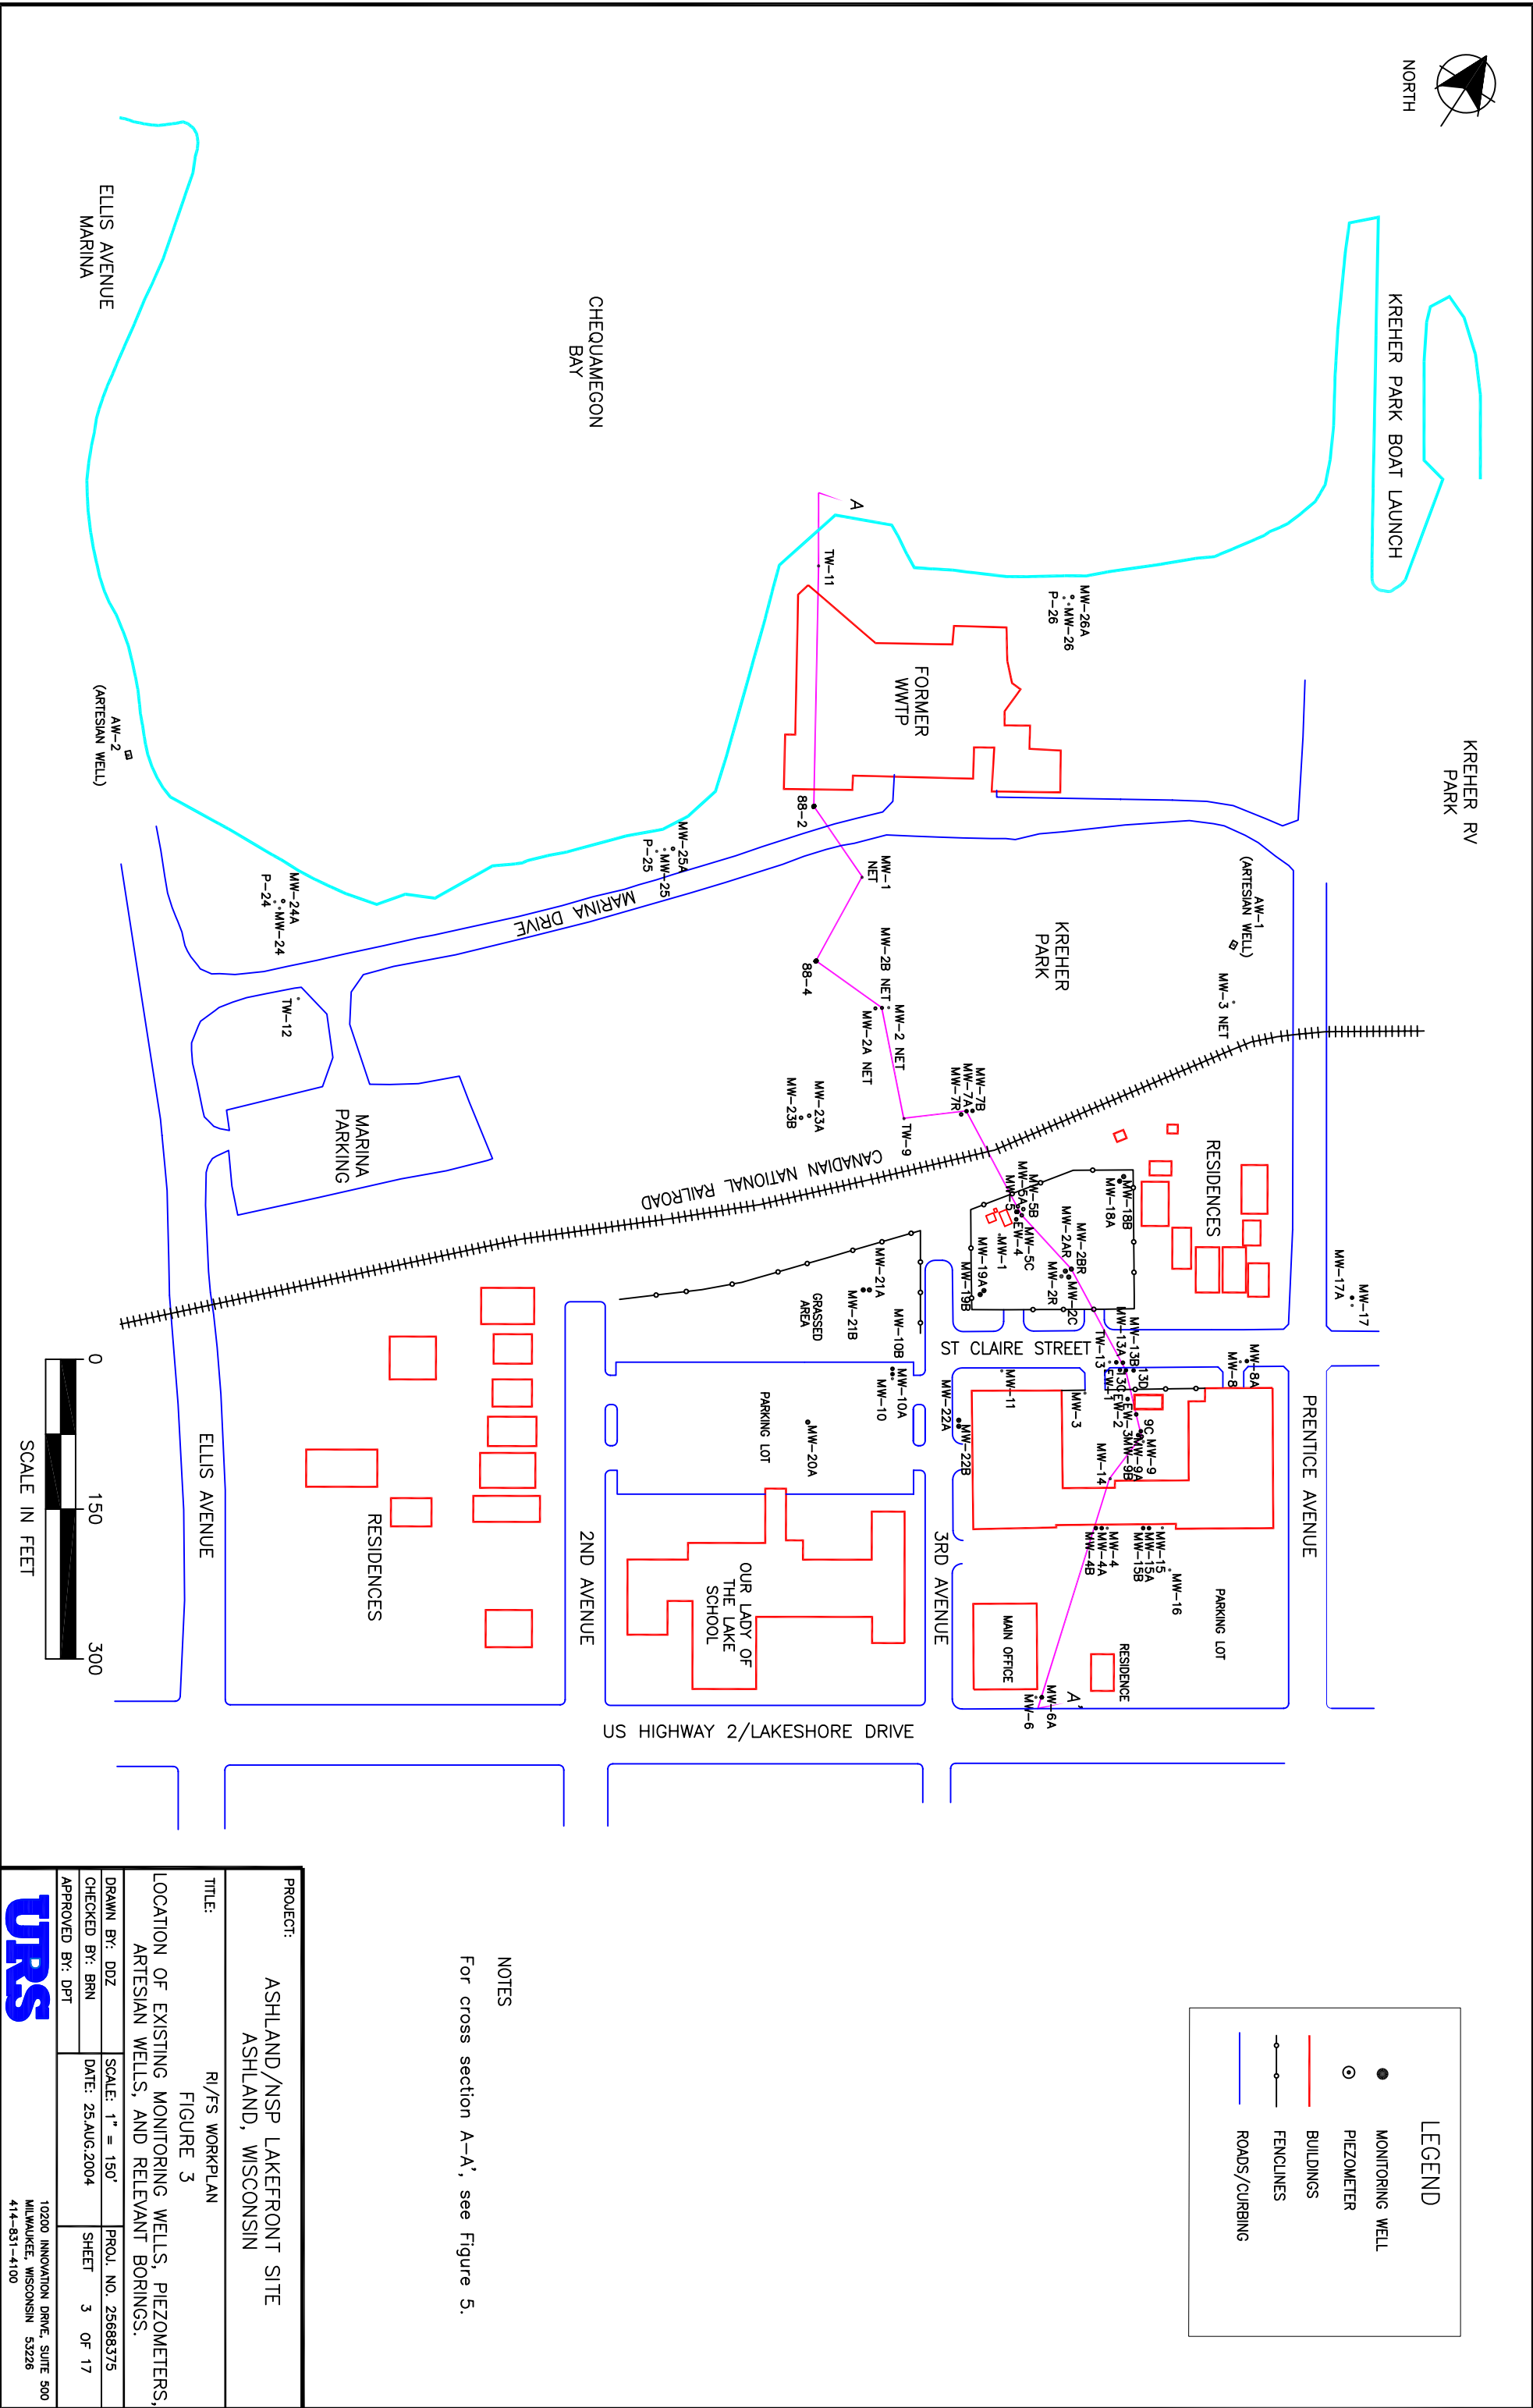 NORTH
KREHER PARK BOAT LAUNCH
KREHER RV
PARK
ELLIS AVENUE
MARINA
CHEQUAMEGON
BAY
A
TW-11
MW-26A
MW-26
P-26
FORMER
WWTP
88-2
AW-2
(ARTESIAN WELL)
AW-1
(ARTESIAN WELL)
MW-1
NET
KREHER
PARK
MW-25A
MW-25
P-25
MW-24A
MW-24
P-24
MARINA DRIVE
MW-2B NET
88-4
MW-3 NET
MW-2 NET
MW-2A NET
TW-12
MW-7B
MW-7A
MW-7R
TW-9
MW-23A
MW-23B
MARINA
PARKING
CANADIAN NATIONAL RAILROAD
RESIDENCES
MW-18B
MW-18A
MW-5B
MW-5A
MW-5
MW-5C
EW-4
MW-1
MW-2BR
MW-2AR
MW-2R
MW-2C
MW-19A
MW-19B
MW-17
MW-17A
MW-21A
MW-21B
GRASSED
AREA
MW-10B
MW-10A
MW-10
ST CLAIRE STREET
MW-13B
MW-13A
TW-13
13D
13C
EW-1
EW-2
EW-3
MW-8A
MW-8
MW-11
MW-3
MW-22A
MW-22B
9C
MW-9
MW-9A
MW-9B
MW-14
MW-20A
PARKING LOT
PRENTICE AVENUE
MW-4
MW-4A
MW-4B
MW-15
MW-15A
MW-15B
MW-16
PARKING LOT
3RD AVENUE
2ND AVENUE
ELLIS AVENUE
RESIDENCES
OUR LADY OF
THE LAKE
SCHOOL
MAIN OFFICE
RESIDENCE
A'
MW-6A
MW-6
US HIGHWAY 2/LAKESHORE DRIVE
0 150 300
SCALE IN FEET
LEGEND
MONITORING WELL
PIEZOMETER
BUILDINGS
FENCLINES
ROADS/CURBING
NOTES
For cross section A-A', see Figure 5.
PROJECT:
ASHLAND/NSP LAKEFRONT SITE
ASHLAND, WISCONSIN
TITLE:
RI/FS WORKPLAN
FIGURE 3
LOCATION OF EXISTING MONITORING WELLS, PIEZOMETERS,
ARTESIAN WELLS, AND RELEVANT BORINGS.
DRAWN BY: DDZ
SCALE: 1" = 150'
PROJ. NO. 25688375
CHECKED BY: BRN
DATE: 25.AUG.2004
SHEET 3 OF 17
APPROVED BY: DPT
URS
10200 INNOVATION DRIVE, SUITE 500
MILWAUKEE, WISCONSIN 53226
414-831-4100